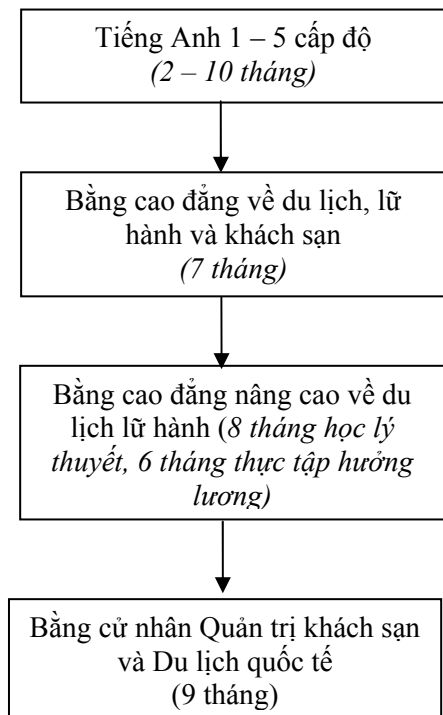 Tiếng Anh 1 – 5 cấp độ
(2 – 10 tháng)
Bằng cao đẳng về du lịch, lữ
hành và khách sạn
(7 tháng)
Bằng cao đẳng nâng cao về du
lịch lữ hành (8 tháng học lý
thuyết, 6 tháng thực tập hưởng
lương)
Bằng cử nhân Quản trị khách sạn
và Du lịch quốc tế
(9 tháng)